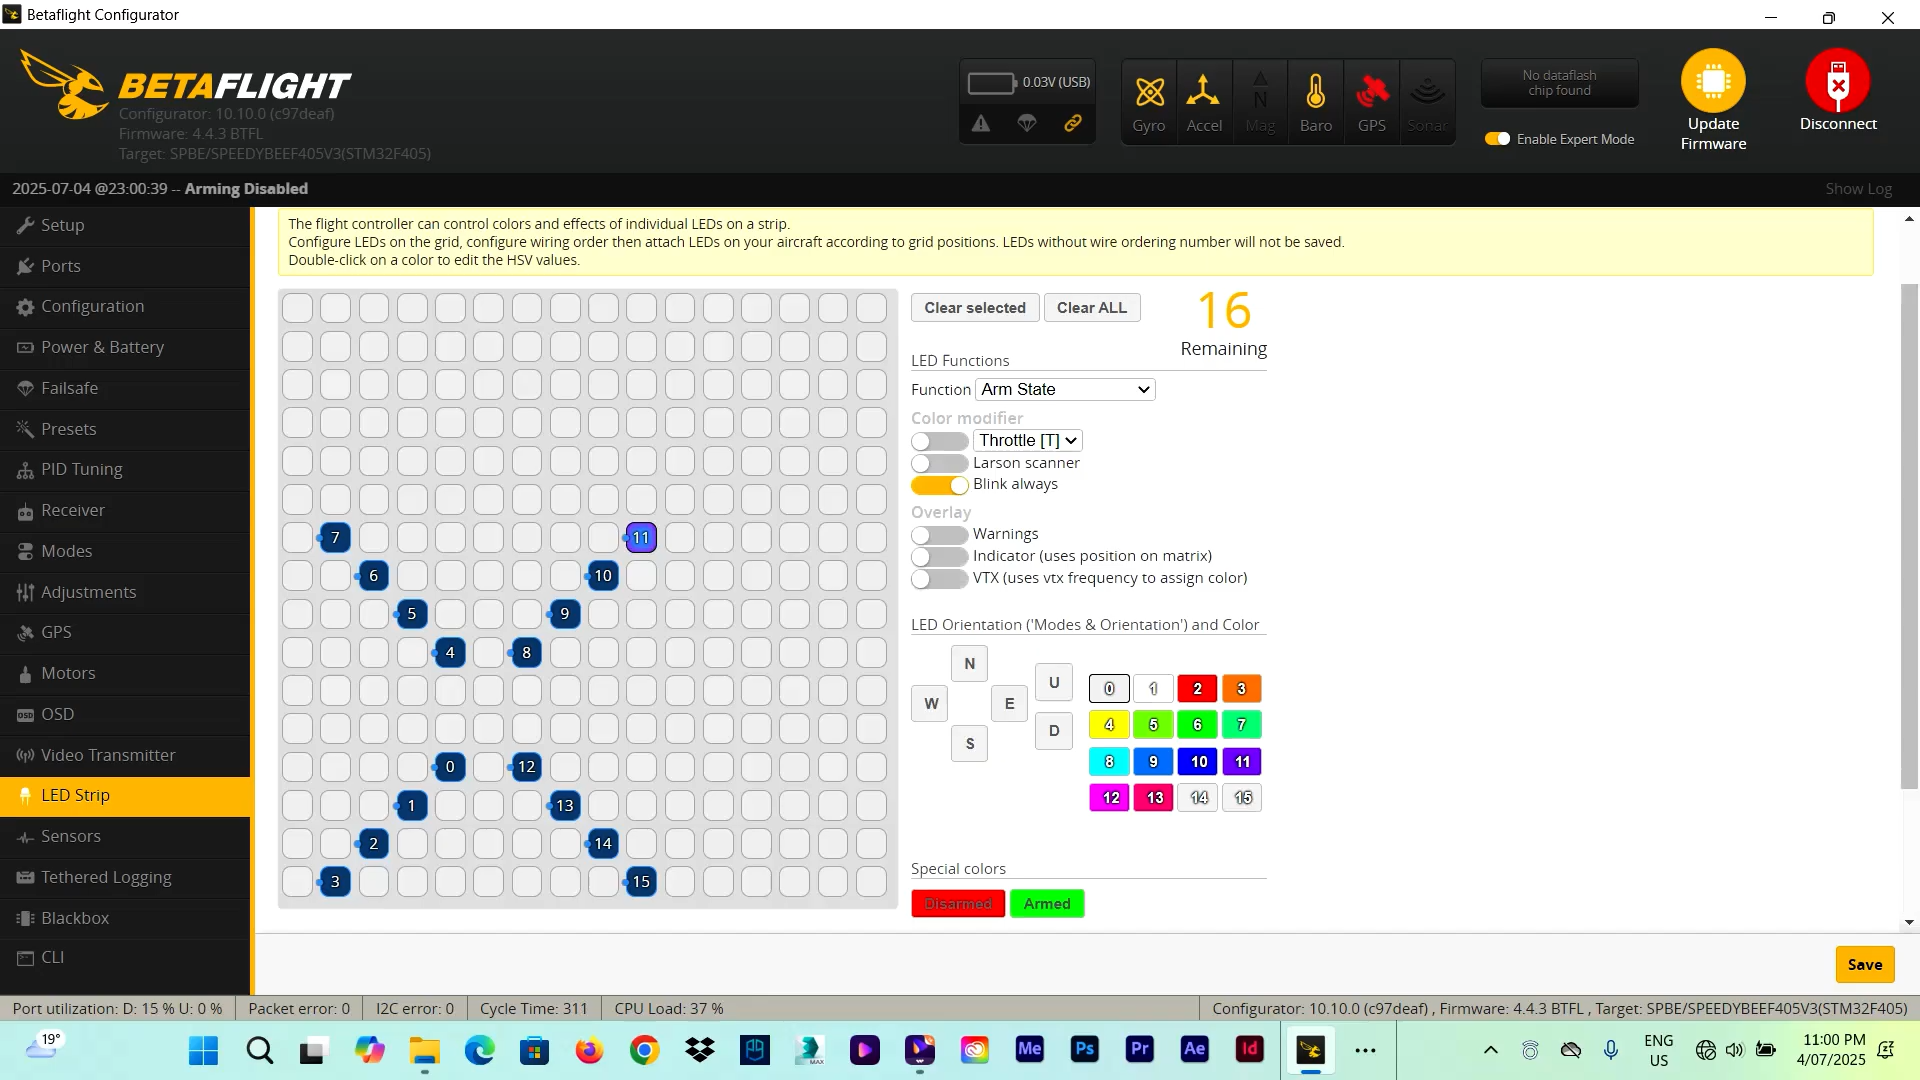 Betaflight Configurator
BETAFLIGHT
Configurator: 10.10.0 (c97deaf)
Firmware: 4.4.3 BTFL
Target: SPBE/SPEEDYBEEF405V3(STM32F405)
0.03V (USB)
Gyro
Accel
N
Mag
Baro
GPS
Sonar
No dataflash
chip found
Enable Expert Mode
Update
Firmware
Disconnect
2025-07-04 @23:00:39 -- Arming Disabled
Show Log
Setup
Ports
Configuration
Power & Battery
Failsafe
Presets
PID Tuning
Receiver
Modes
Adjustments
GPS
Motors
OSD
OSD
Video Transmitter
LED Strip
Sensors
Tethered Logging
Blackbox
CLI
The flight controller can control colors and effects of individual LEDs on a strip.
Configure LEDs on the grid, configure wiring order then attach LEDs on your aircraft according to grid positions. LEDs without wire ordering number will not be saved.
Double-click on a color to edit the HSV values.
7 11
6 10
5 9
4 8
0 12
1 13
2 14
3 15
Clear selected
Clear ALL
16
Remaining
LED Functions
Function Arm State
Color modifier
Throttle [T]
Larson scanner
Blink always
Overlay
Warnings
Indicator (uses position on matrix)
VTX (uses vtx frequency to assign color)
LED Orientation ('Modes & Orientation') and Color
N
W E
S
U
D
0 1 2 3
4 5 6 7
8 9 10 11
12 13 14 15
Special colors
Disarmed Armed
Save
Port utilization: D: 15 % U: 0 %
Packet error: 0
I2C error: 0
Cycle Time: 311
CPU Load: 37 %
Configurator: 10.10.0 (c97deaf) , Firmware: 4.4.3 BTFL , Target: SPBE/SPEEDYBEEF405V3(STM32F405)
19°
MAX
Me
Ps
Pr
Ae
Id
ENG
US
11:00 PM
4/07/2025